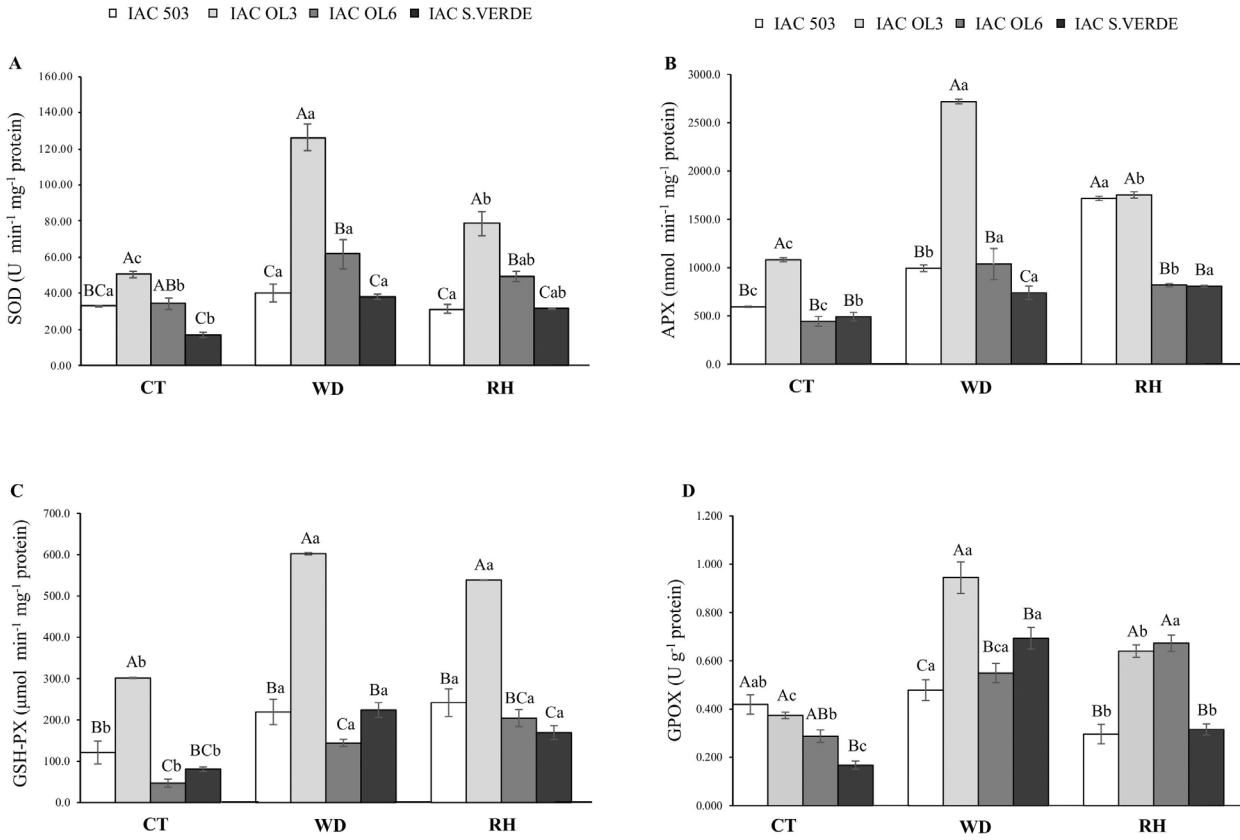 IAC 503 IAC OL3 IAC OL6 IAC S.VERDE
A
SOD (U min-1 mg-1 protein)
160.00
140.00
120.00
100.00
80.00
60.00
40.00
20.00
0.00
BCa Ac ABb Cb
Ca Aa Ba Ca
Ca Ab Bab Cab
CT WD RH
IAC 503 IAC OL3 IAC OL6 IAC S.VERDE
B
APX (nmol min-1 mg-1 protein)
3000.0
2500.0
2000.0
1500.0
1000.0
500.0
0.0
Bc Ac Bc Bb
Bb Aa Ba Ca
Aa Ab Bb Ba
CT WD RH
C
GSH-PX (μmol min-1 mg-1 protein)
700.0
600.0
500.0
400.0
300.0
200.0
100.0
0.0
Bb Ab Cb BCb
Ba Aa Ca Ba
Ba Aa BCa Ca
CT WD RH
D
GPOX (U g-1 protein)
1.200
1.000
0.800
0.600
0.400
0.200
0.000
Aab Ac ABb Bc
Ca Aa Bca Ba
Bb Ab Aa Bb
CT WD RH